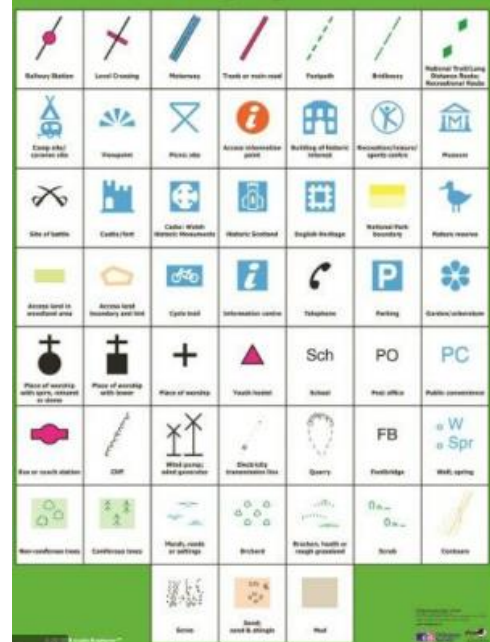 Railway Station
Level Crossing
Motorway
Trunk or main road
Footpath
Bridleway
National Trail/Long
Distance Route;
Recreational Route
Camp site/
caravan site
Viewpoint
Picnic site
Access information
point
Building of historic
interest
Recreation/leisure/
sports centre
M
Museum
Site of battle
Castle/fort
Cadw: Welsh
Historic Monuments
Historic Scotland
English Heritage
National Park
boundary
Nature reserve
Access land in
woodland area
Access land
boundary and tint
Cycle trail
i
Information centre
Telephone
P
Parking
Garden/arboretum
Place of worship
with spire, minaret
or dome
Place of worship
with tower
Place of worship
Youth hostel
Sch
School
PO
Post office
PC
Public convenience
Bus or coach station
Cliff
Wind pump;
wind generator
Electricity
transmission line
Quarry
FB
Footbridge
W
Spr
Well, spring
Non-coniferous trees
Coniferous trees
Marsh, reeds
or saltings
Orchard
Bracken, heath or
rough grassland
Scrub
Contours
Scree
Sand;
sand & shingle
Mud